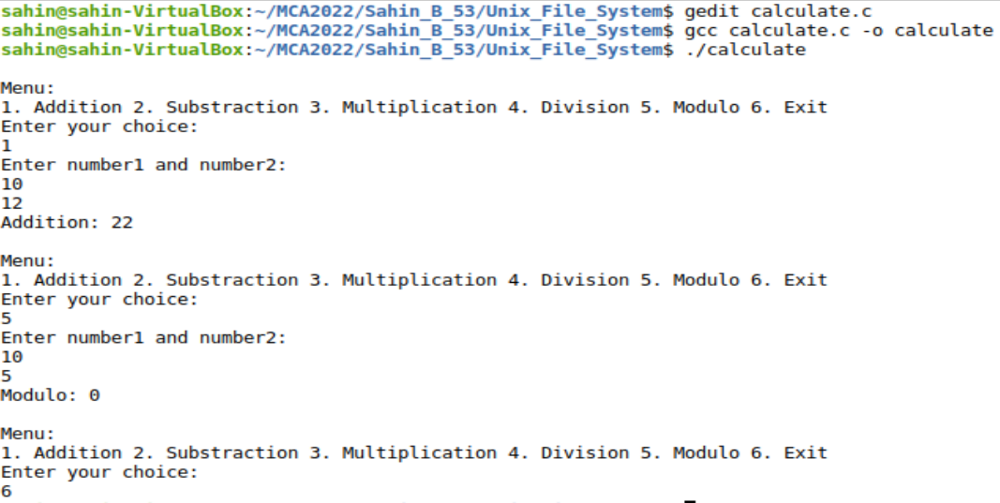 sahin@sahin-VirtualBox:~/MCA2022/Sahin_B_53/Unix_File_System$ gedit calculate.c
sahin@sahin-VirtualBox:~/MCA2022/Sahin_B_53/Unix_File_System$ gcc calculate.c -o calculate
sahin@sahin-VirtualBox:~/MCA2022/Sahin_B_53/Unix_File_System$ ./calculate
Menu:
1. Addition 2. Substraction 3. Multiplication 4. Division 5. Modulo 6. Exit
Enter your choice:
1
Enter number1 and number2:
10
12
Addition: 22
Menu:
1. Addition 2. Substraction 3. Multiplication 4. Division 5. Modulo 6. Exit
Enter your choice:
5
Enter number1 and number2:
10
5
Modulo: 0
Menu:
1. Addition 2. Substraction 3. Multiplication 4. Division 5. Modulo 6. Exit
Enter your choice:
6